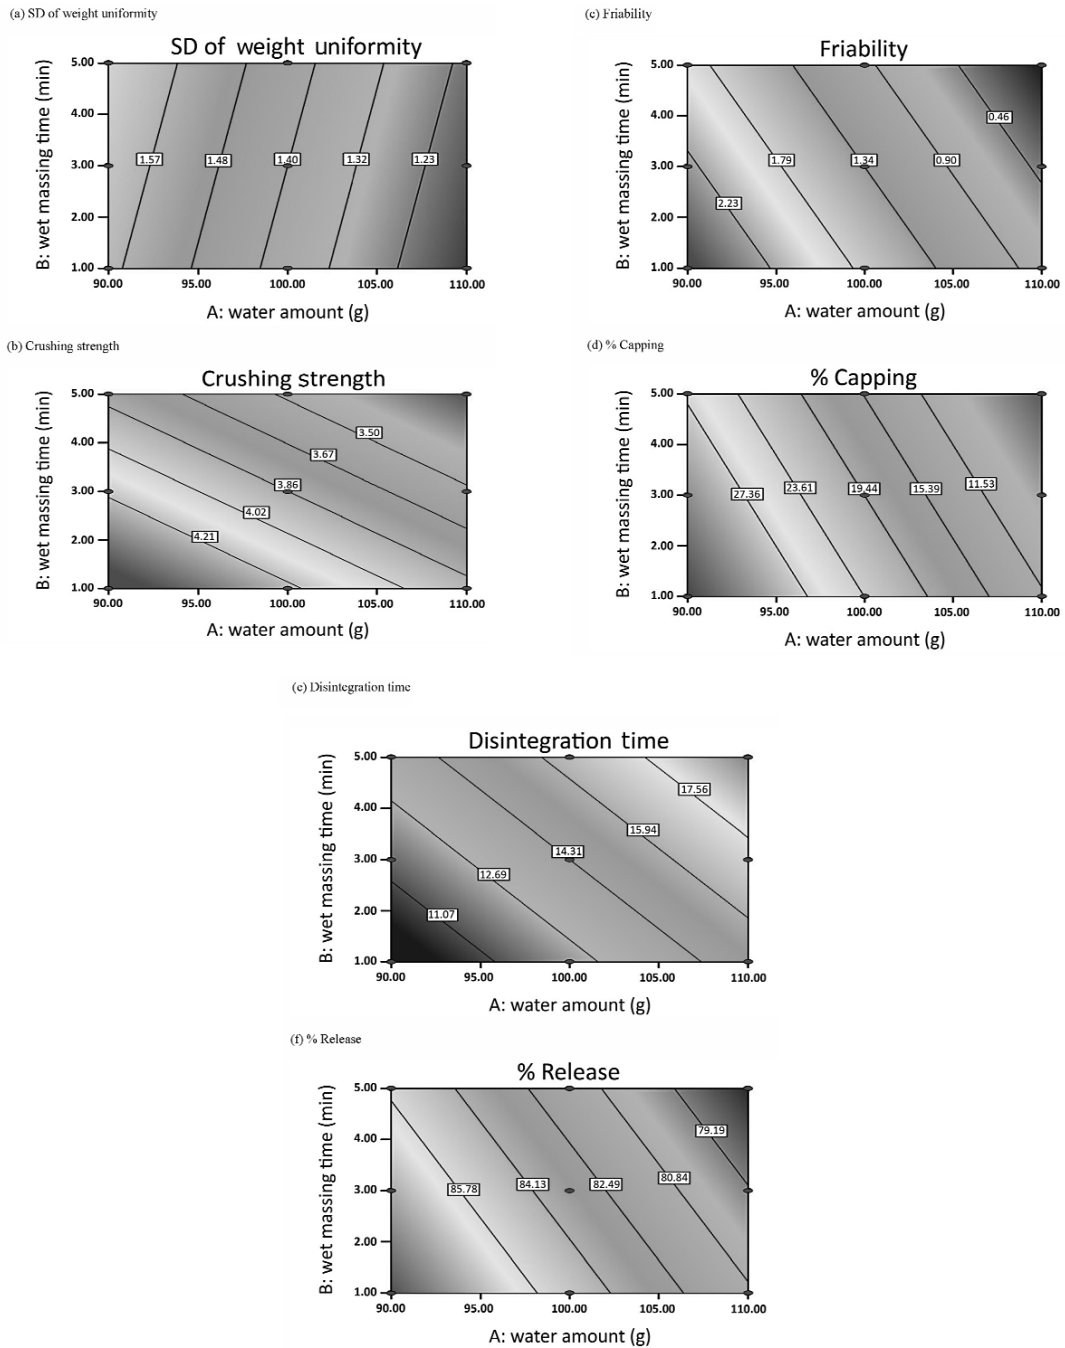 (a) SD of weight uniformity
SD of weight uniformity
B: wet massing time (min)
5.00
4.00
3.00
2.00
1.00
1.57
1.48
1.40
1.32
1.23
90.00 95.00 100.00 105.00 110.00
A: water amount (g)
(c) Friability
Friability
B: wet massing time (min)
5.00
4.00
3.00
2.00
1.00
0.46
1.79
1.34
0.90
2.23
90.00 95.00 100.00 105.00 110.00
A: water amount (g)
(b) Crushing strength
Crushing strength
B: wet massing time (min)
5.00
4.00
3.00
2.00
1.00
3.50
3.67
3.86
4.02
4.21
90.00 95.00 100.00 105.00 110.00
A: water amount (g)
(d) % Capping
% Capping
B: wet massing time (min)
5.00
4.00
3.00
2.00
1.00
27.36
23.61
19.44
15.39
11.53
90.00 95.00 100.00 105.00 110.00
A: water amount (g)
(e) Disintegration time
Disintegration time
B: wet massing time (min)
5.00
4.00
3.00
2.00
1.00
17.56
15.94
14.31
12.69
11.07
90.00 95.00 100.00 105.00 110.00
A: water amount (g)
(f) % Release
% Release
B: wet massing time (min)
5.00
4.00
3.00
2.00
1.00
79.19
85.78
84.13
82.49
80.84
90.00 95.00 100.00 105.00 110.00
A: water amount (g)